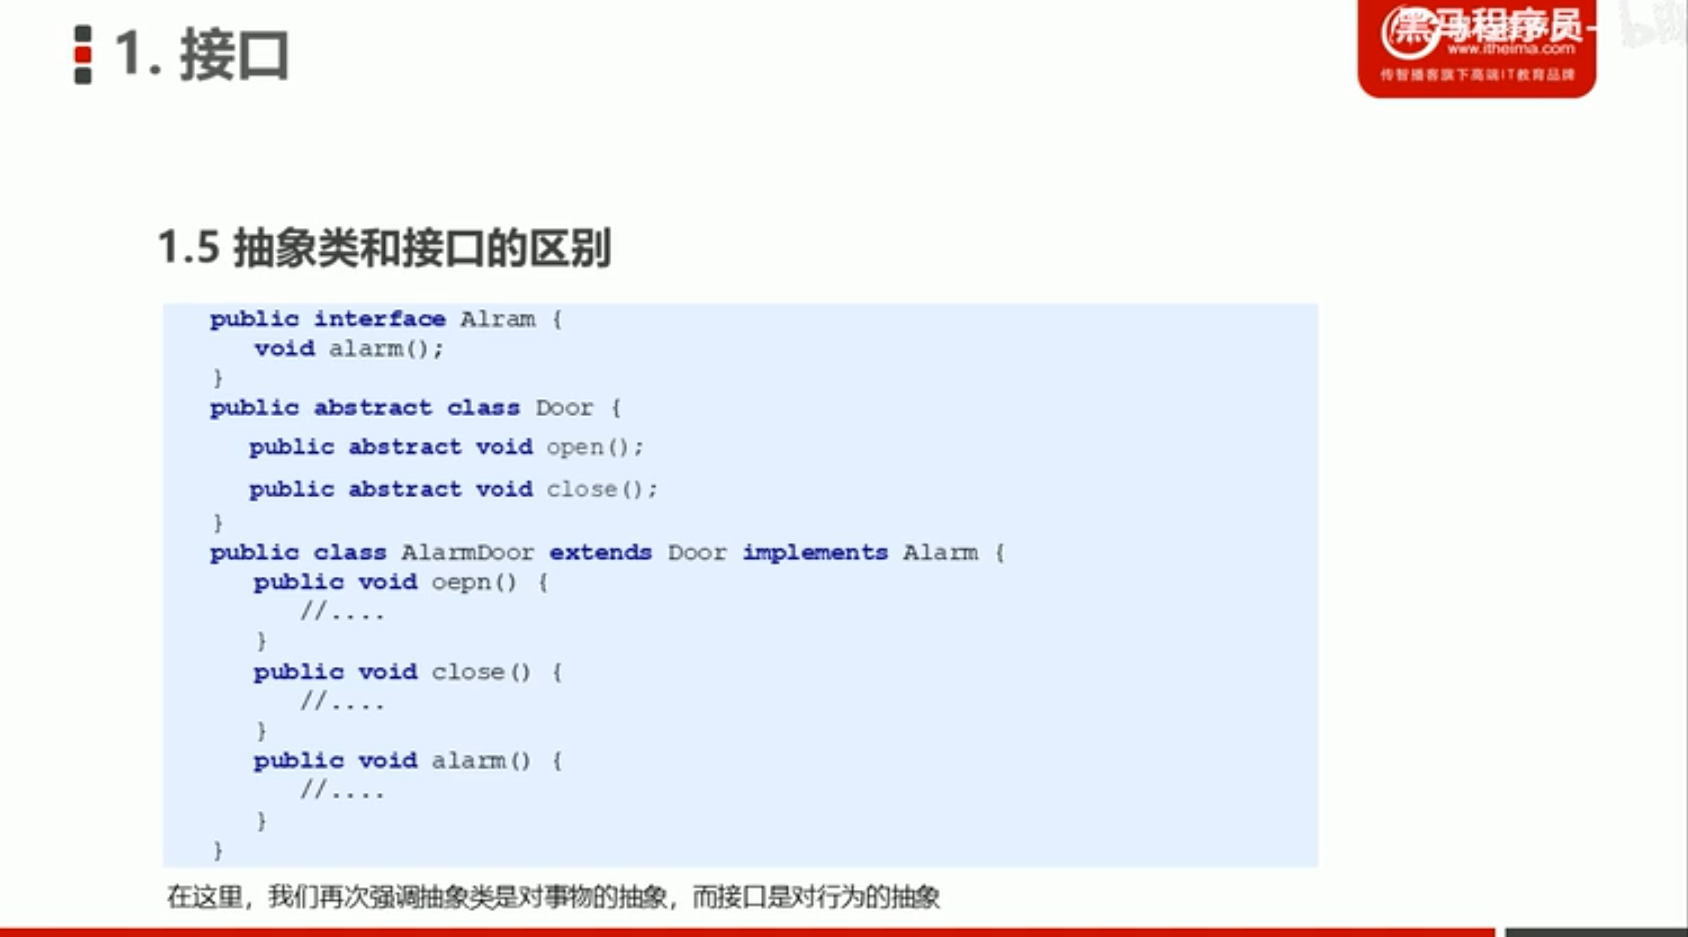 1. 接口
黑马程序员-
www.itheima.com
传智播客旗下高端IT教育品牌
1.5 抽象类和接口的区别
public interface Alram {
void alarm();
}
public abstract class Door {
public abstract void open();
public abstract void close();
}
public class AlarmDoor extends Door implements Alarm {
public void oepn() {
//....
}
public void close() {
//....
}
public void alarm() {
//....
}
}
在这里，我们再次强调抽象类是对事物的抽象，而接口是对行为的抽象